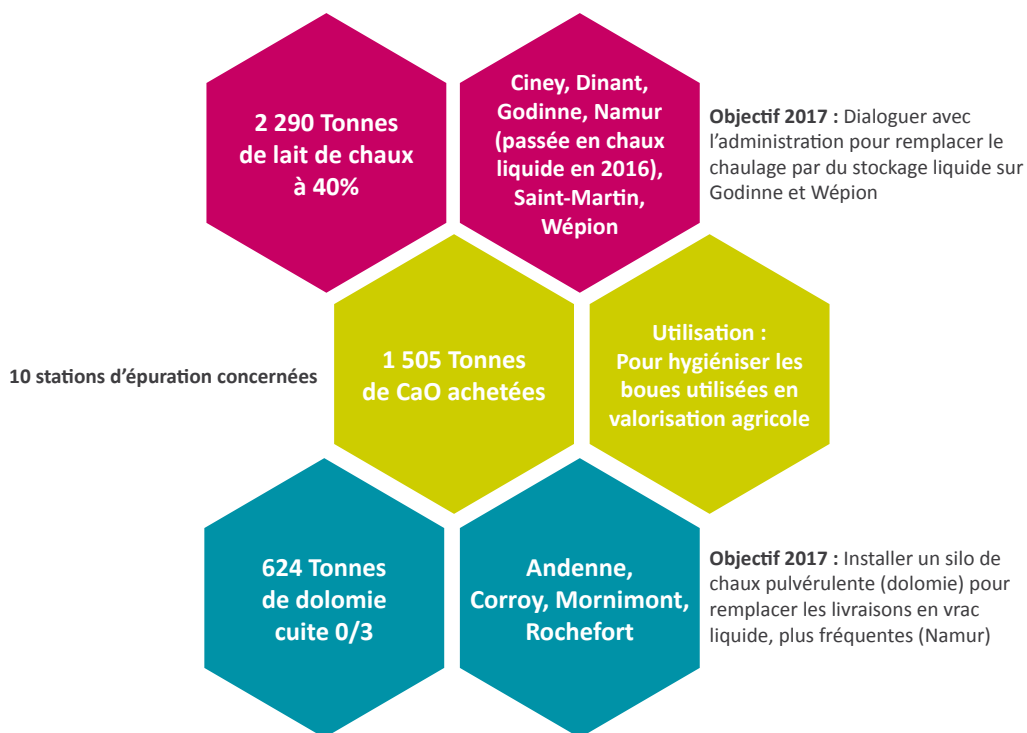 2 290 Tonnes
de lait de chaux
à 40%
Ciney, Dinant,
Godinne, Namur
(passée en chaux
liquide en 2016),
Saint-Martin,
Wépion
Objectif 2017 : Dialoguer avec
l’administration pour remplacer le
chaulage par du stockage liquide sur
Godinne et Wépion
10 stations d’épuration concernées
1 505 Tonnes
de CaO achetées
Utilisation :
Pour hygiéniser les
boues utilisées en
valorisation agricole
624 Tonnes
de dolomie
cuite 0/3
Andenne,
Corroy, Mornimont,
Rochefort
Objectif 2017 : Installer un silo de
chaux pulvérulente (dolomie) pour
remplacer les livraisons en vrac
liquide, plus fréquentes (Namur)